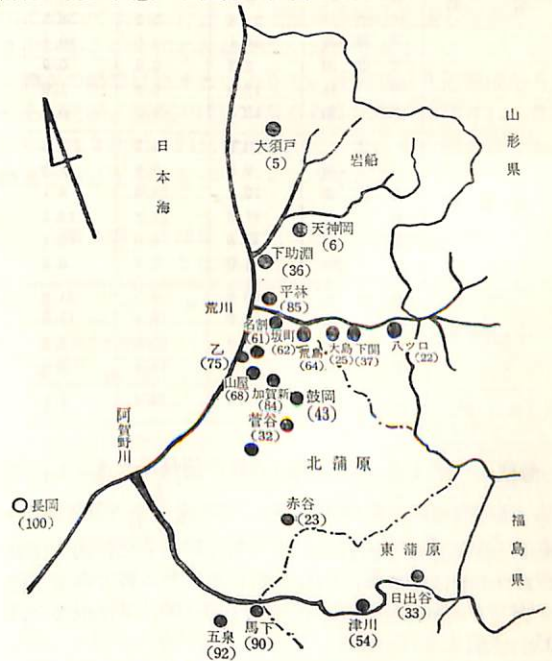 大須戸
(5)
岩船
山形県
日本海
天神岡
(6)
下助淵
(36)
平林
(85)
荒川
名割
(61)
坂町
(62)
荒島
(64)
大島
(25)
下関
(37)
八ツ口
(22)
乙
(75)
山屋
(68)
加賀新
(84)
鼓岡
(43)
菅谷
(32)
阿賀野川
北蒲原
長岡
(100)
赤谷
(23)
東蒲原
福島県
日出谷
(33)
津川
(54)
馬下
(90)
五泉
(92)